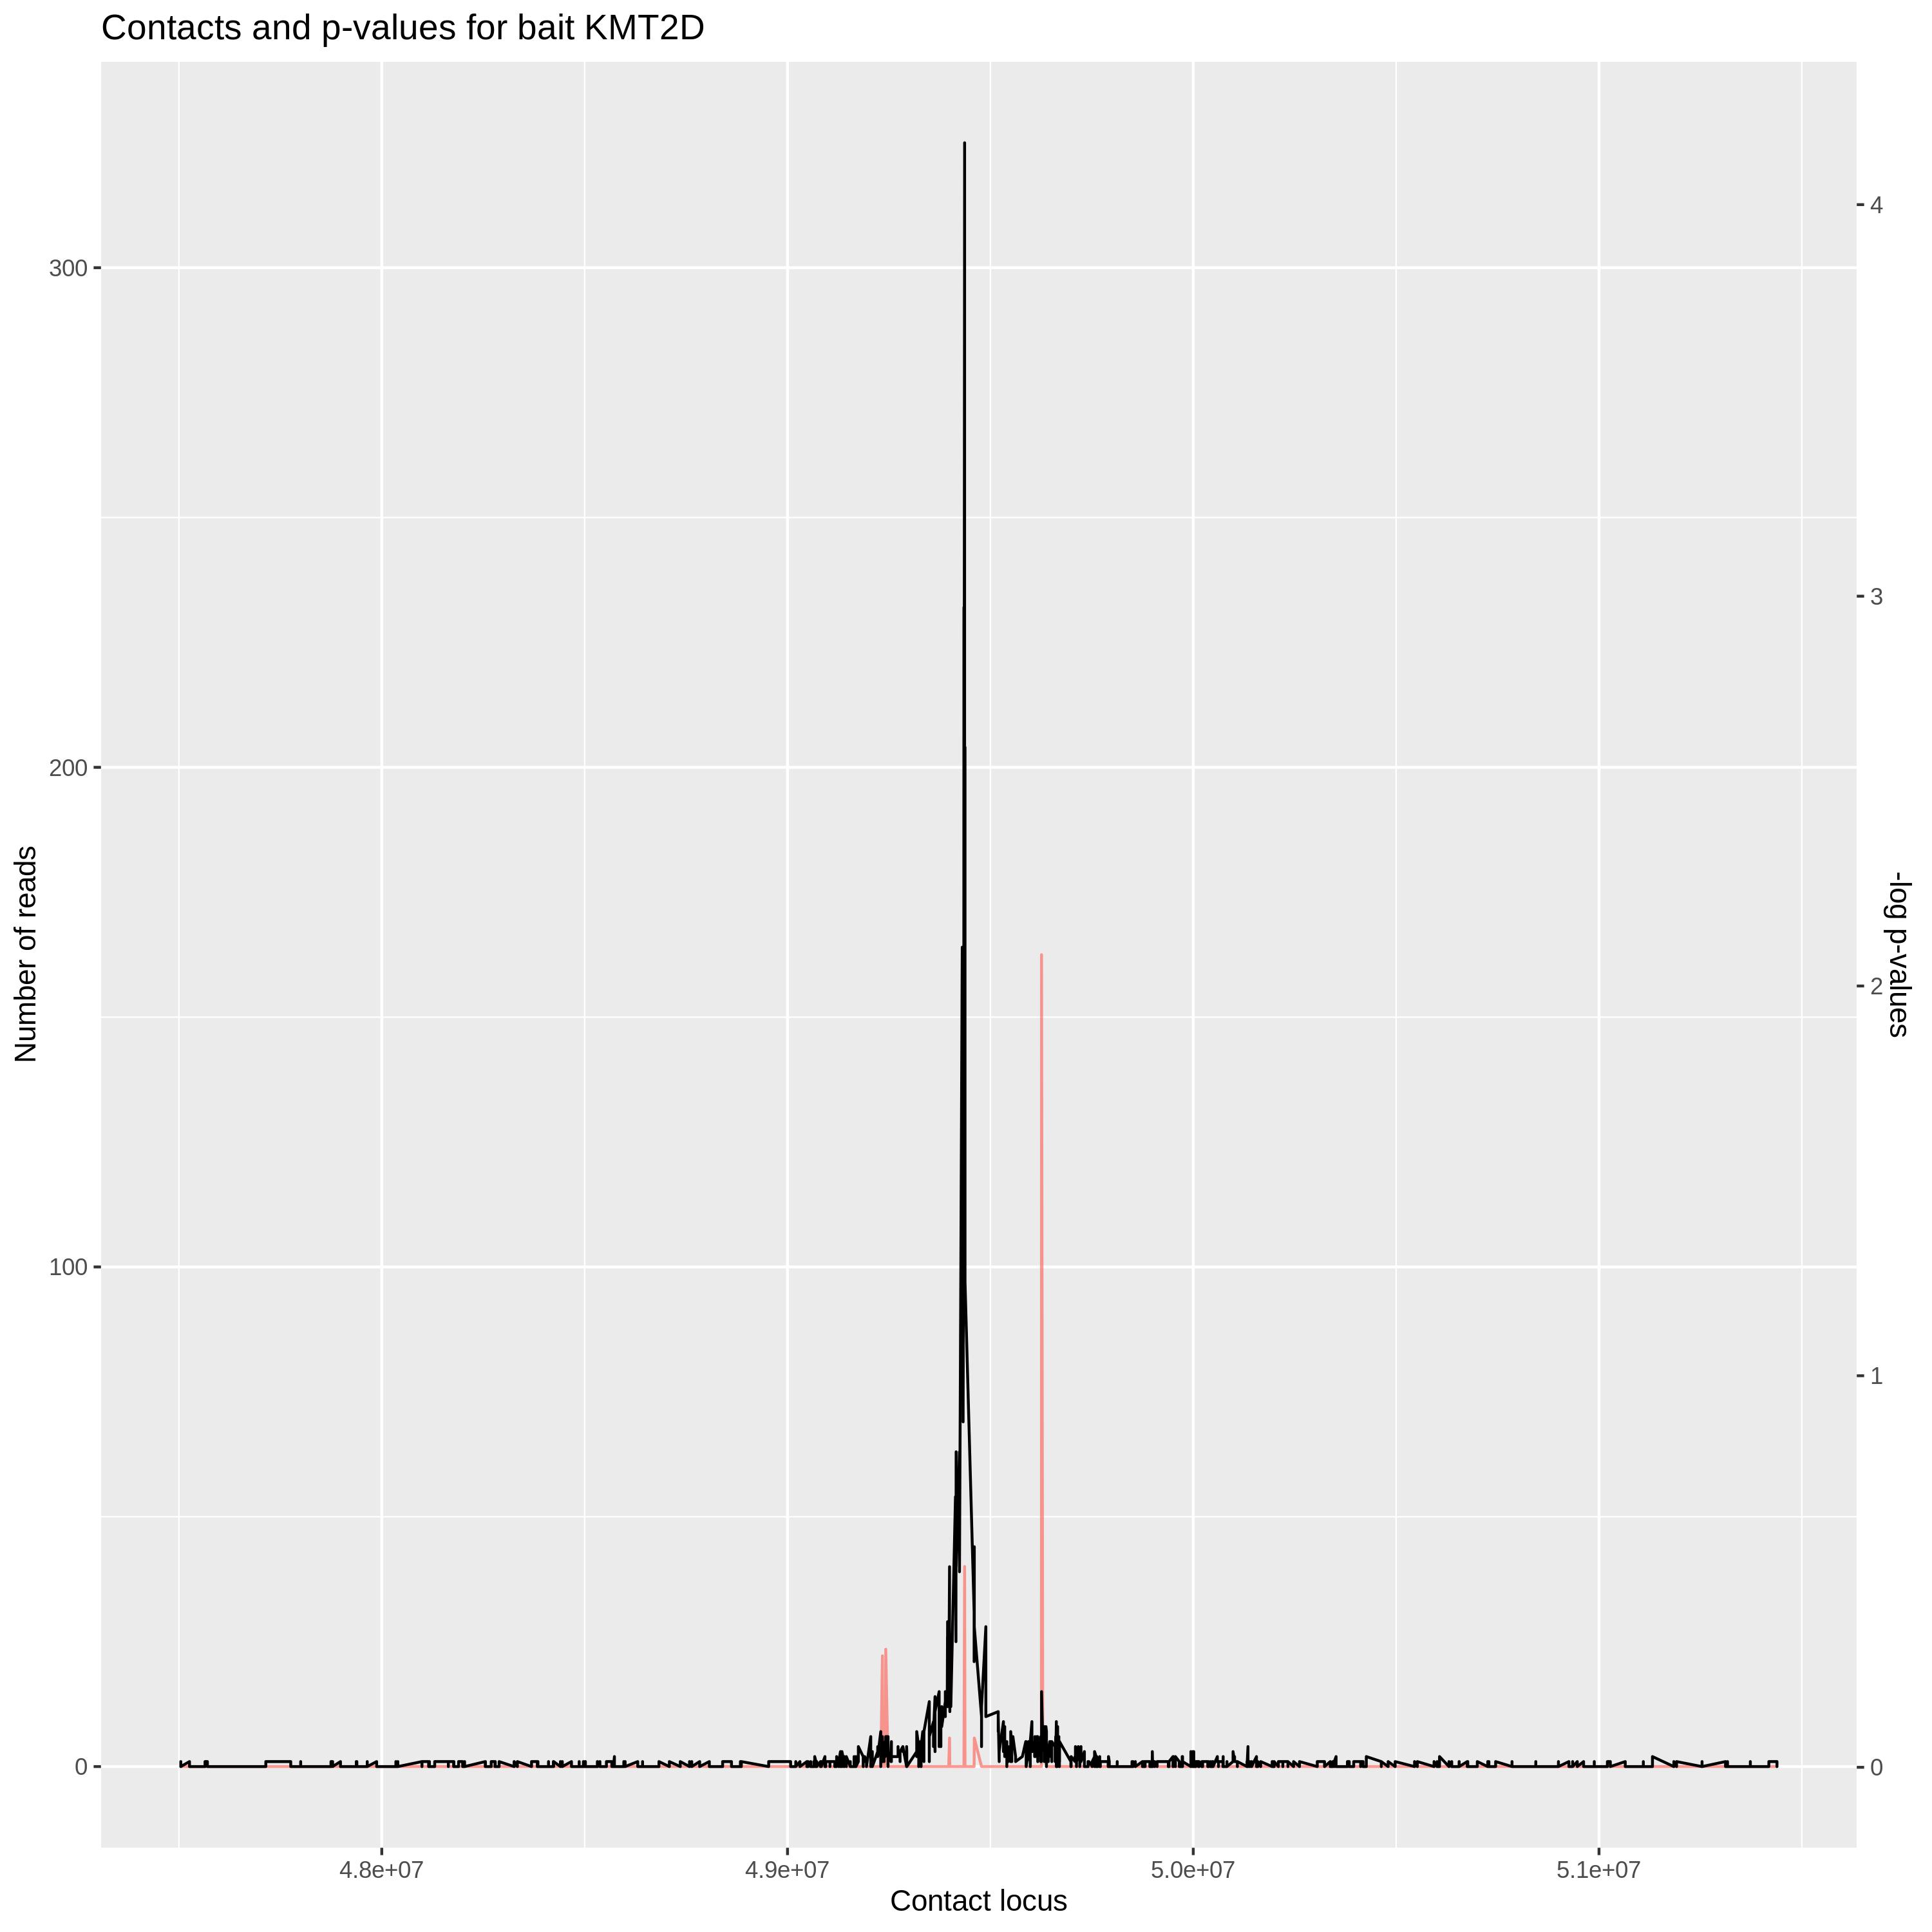 Contacts and p-values for bait KMT2D
Number of reads
300
200
100
0
4
3
2
1
0
-log p-values
4.8e+07
4.9e+07
5.0e+07
5.1e+07
Contact locus